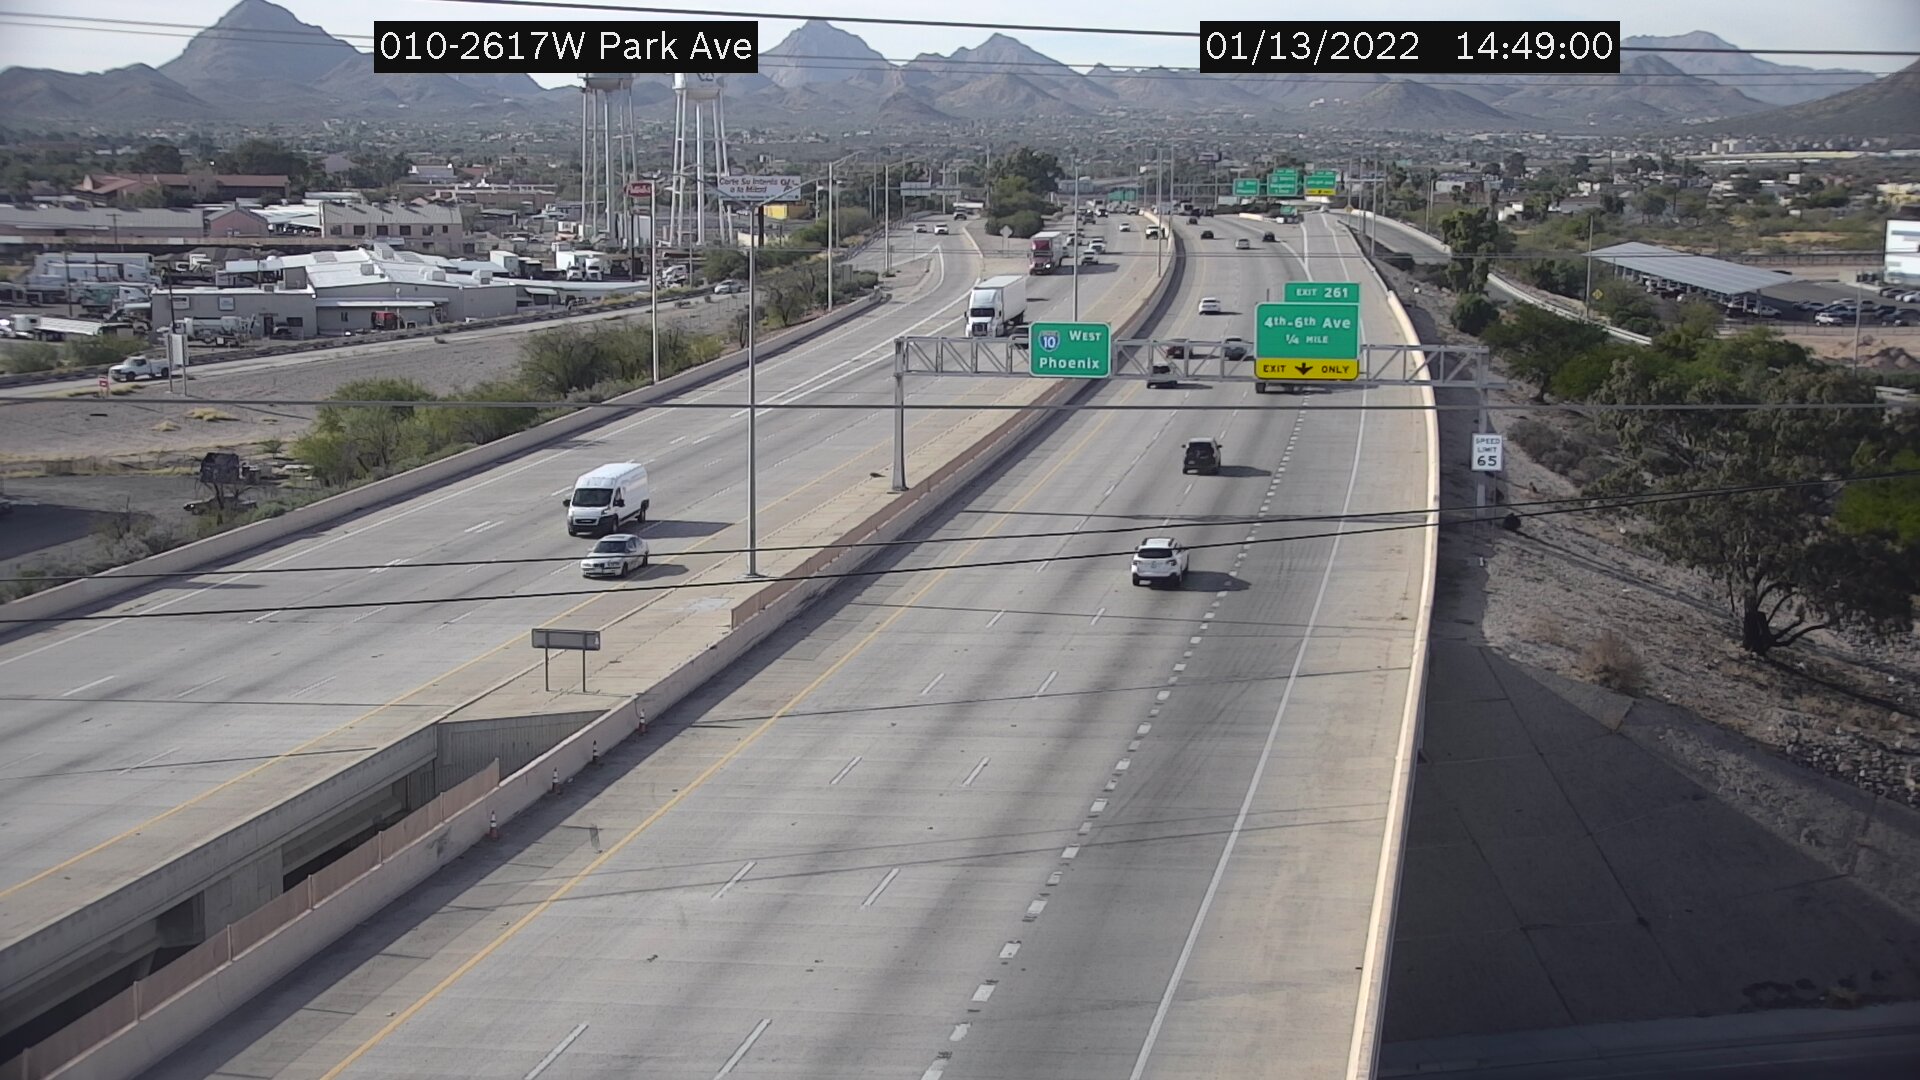 010-2617W Park Ave
01/13/2022 14:49:00
EXIT 261
4th-6th Ave
1/4 MILE
EXIT ONLY
10 WEST
Phoenix
SPEED
LIMIT
65